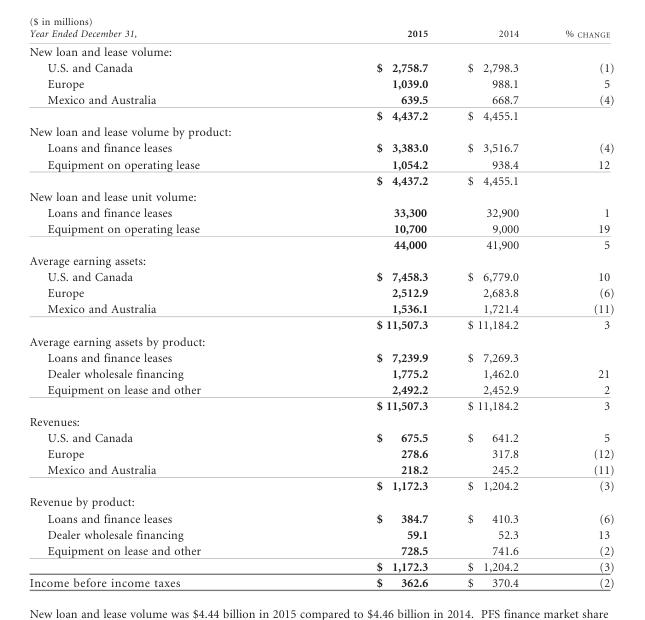 ($ in millions)
Year Ended December 31, 2015 2014 % CHANGE
New loan and lease volume:
U.S. and Canada $ 2,758.7 $ 2,798.3 (1)
Europe 1,039.0 988.1 5
Mexico and Australia 639.5 668.7 (4)
$ 4,437.2 $ 4,455.1
New loan and lease volume by product:
Loans and finance leases $ 3,383.0 $ 3,516.7 (4)
Equipment on operating lease 1,054.2 938.4 12
$ 4,437.2 $ 4,455.1
New loan and lease unit volume:
Loans and finance leases 33,300 32,900 1
Equipment on operating lease 10,700 9,000 19
44,000 41,900 5
Average earning assets:
U.S. and Canada $ 7,458.3 $ 6,779.0 10
Europe 2,512.9 2,683.8 (6)
Mexico and Australia 1,536.1 1,721.4 (11)
$ 11,507.3 $ 11,184.2 3
Average earning assets by product:
Loans and finance leases $ 7,239.9 $ 7,269.3
Dealer wholesale financing 1,775.2 1,462.0 21
Equipment on lease and other 2,492.2 2,452.9 2
$ 11,507.3 $ 11,184.2 3
Revenues:
U.S. and Canada $ 675.5 $ 641.2 5
Europe 278.6 317.8 (12)
Mexico and Australia 218.2 245.2 (11)
$ 1,172.3 $ 1,204.2 (3)
Revenue by product:
Loans and finance leases $ 384.7 $ 410.3 (6)
Dealer wholesale financing 59.1 52.3 13
Equipment on lease and other 728.5 741.6 (2)
$ 1,172.3 $ 1,204.2 (3)
Income before income taxes $ 362.6 $ 370.4 (2)
New loan and lease volume was $4.44 billion in 2015 compared to $4.46 billion in 2014. PFS finance market share